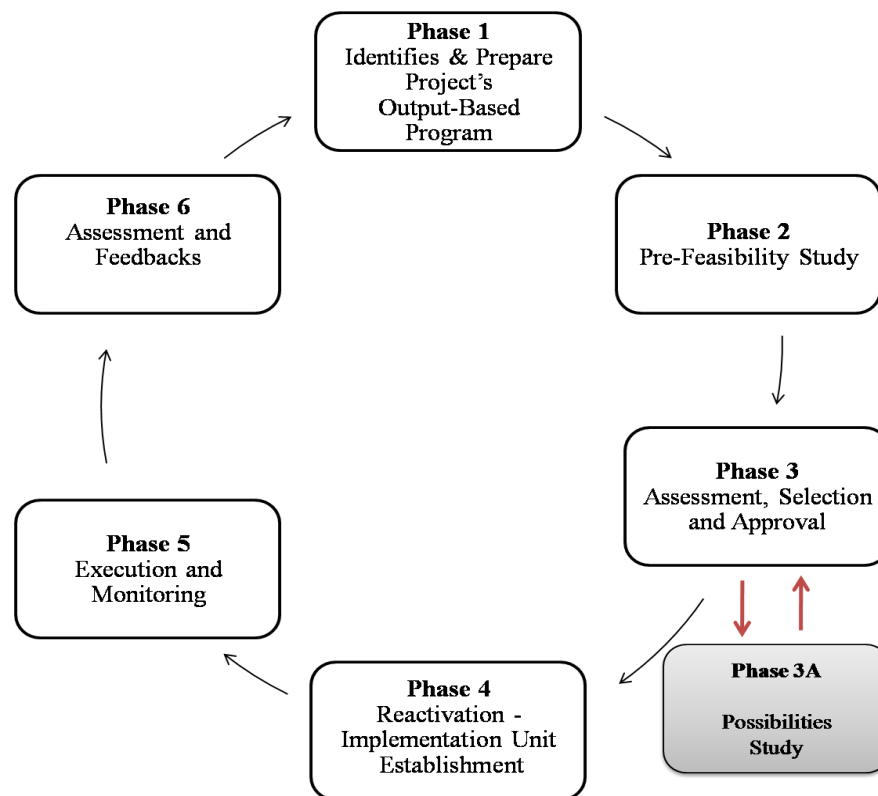 Phase 1
Identifies & Prepare
Project's
Output-Based
Program
Phase 2
Pre-Feasibility Study
Phase 3
Assessment, Selection
and Approval
Phase 3A
Possibilities
Study
Phase 4
Reactivation -
Implementation Unit
Establishment
Phase 5
Execution and
Monitoring
Phase 6
Assessment and
Feedbacks